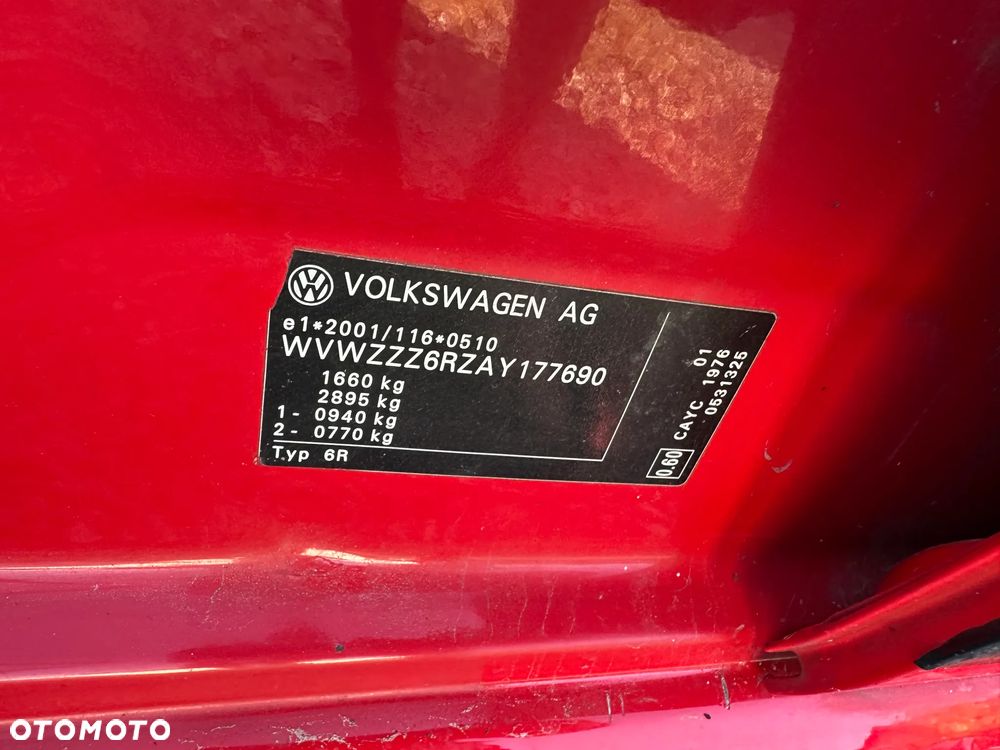 VOLKSWAGEN AG
e1*2001/116*0510
WVWZZZ6RZAY177690
1660 kg
2895 kg
1- 0940 kg
2- 0770 kg
Typ 6R
01
CAYC 1976
0.60 0531325
OTOMOTO